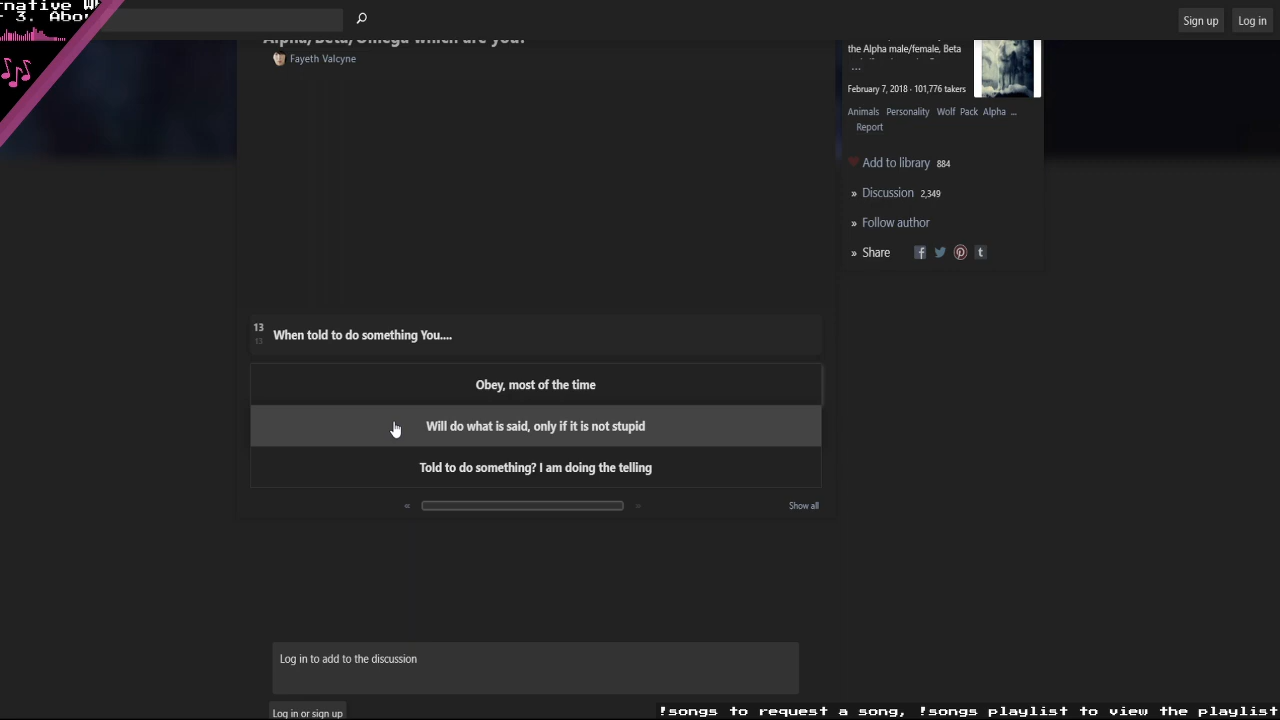 Sign up
Log in
Alpha/Beta/Omega which are you?
Fayeth Valcyne
the Alpha male/female, Beta
...
February 7, 2018 · 101,776 takers
Animals Personality Wolf Pack Alpha ...
Report
Add to library 884
» Discussion 2,349
» Follow author
» Share
13
13
When told to do something You....
Obey, most of the time
Will do what is said, only if it is not stupid
Told to do something? I am doing the telling
« »
Show all
Log in to add to the discussion
Log in or sign up
!songs to request a song, !songs playlist to view the playlist